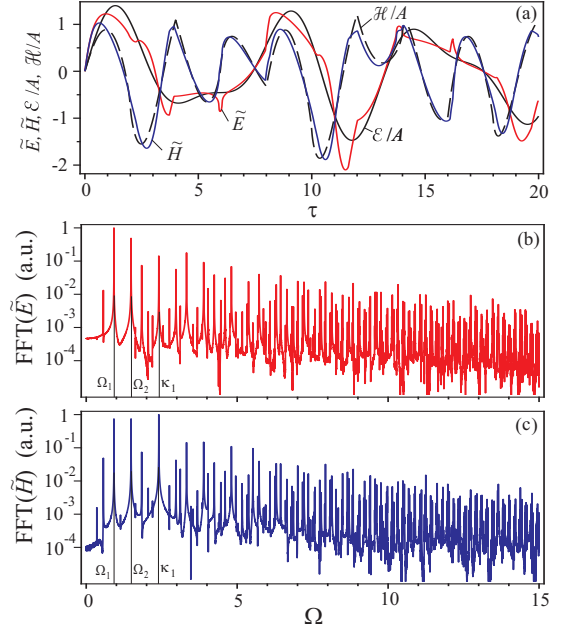 (a)
ℋ/A
1
0
-1
-2
Ẽ, H̃, ℰ/A, ℋ/A
H̃
Ẽ
ℰ/A
0 5 10 15 20
τ
(b)
1
10⁻¹
10⁻²
10⁻³
10⁻⁴
FFT(Ẽ) (a.u.)
Ω₁ Ω₂ κ₁
(c)
1
10⁻¹
10⁻²
10⁻³
10⁻⁴
FFT(H̃) (a.u.)
Ω₁ Ω₂ κ₁
0 5 10 15
Ω